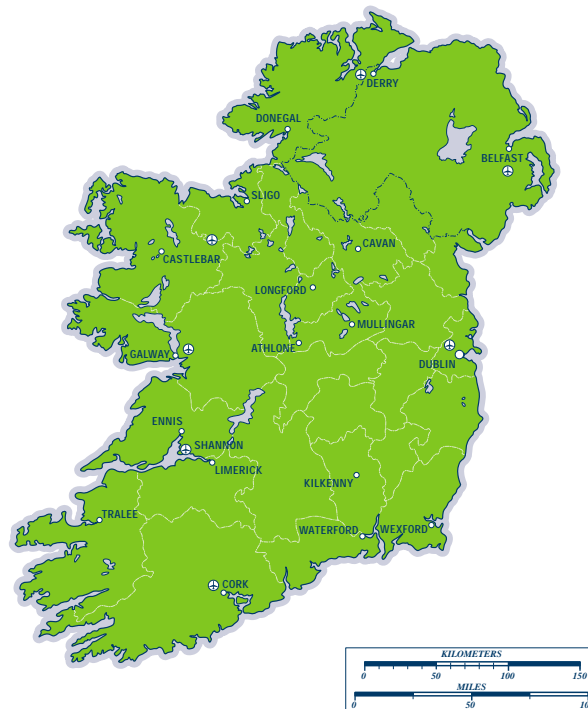 DERRY
DONEGAL
BELFAST
SLIGO
CAVAN
CASTLEBAR
LONGFORD
MULLINGAR
ATHLONE
GALWAY
DUBLIN
ENNIS
SHANNON
LIMERICK
KILKENNY
TRALEE
WATERFORD
WEXFORD
CORK
KILOMETERS
0 50 100 150
MILES
0 50